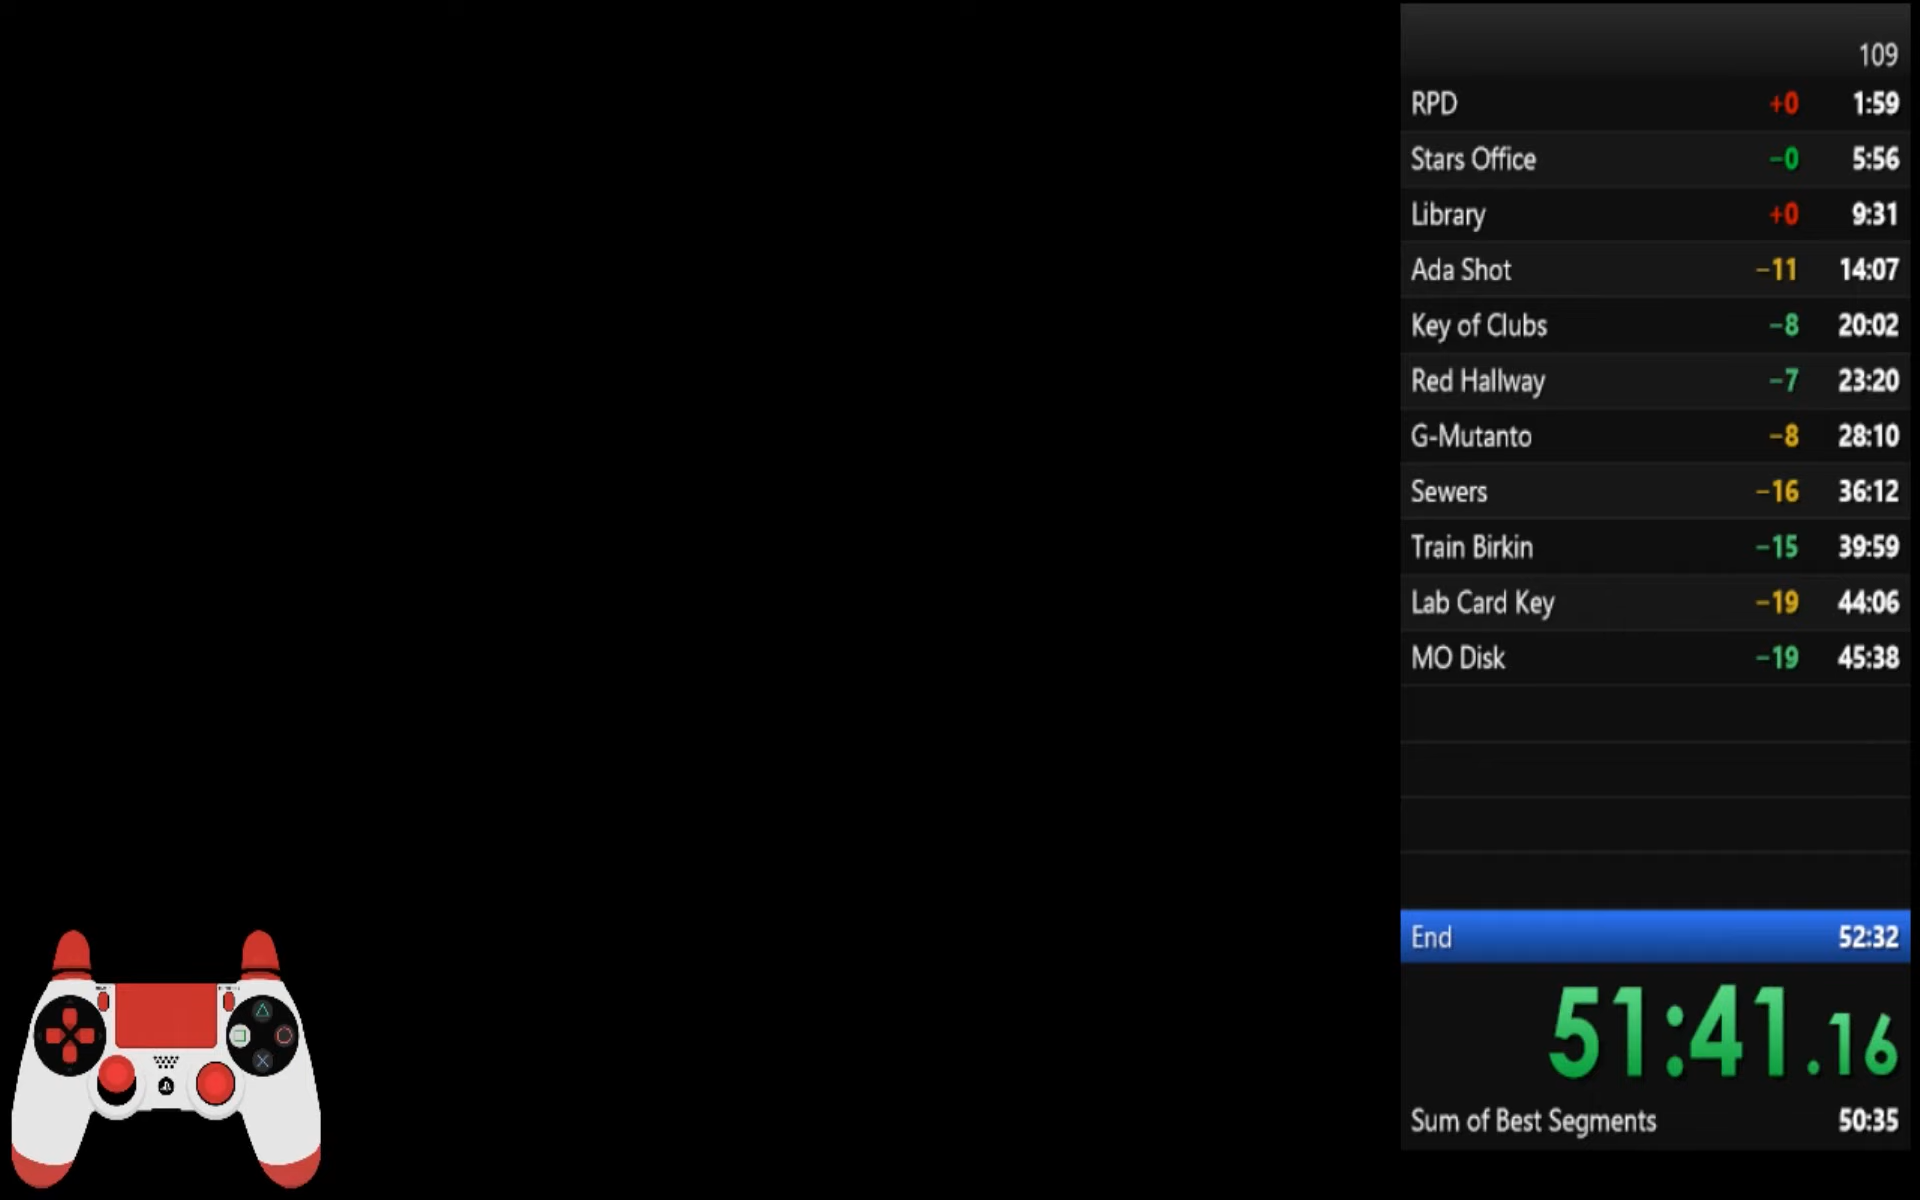 109
RPD +0 1:59
Stars Office -0 5:56
Library +0 9:31
Ada Shot -11 14:07
Key of Clubs -8 20:02
Red Hallway -7 23:20
G-Mutanto -8 28:10
Sewers -16 36:12
Train Birkin -15 39:59
Lab Card Key -19 44:06
MO Disk -19 45:38
End 52:32
51:41.16
Sum of Best Segments 50:35